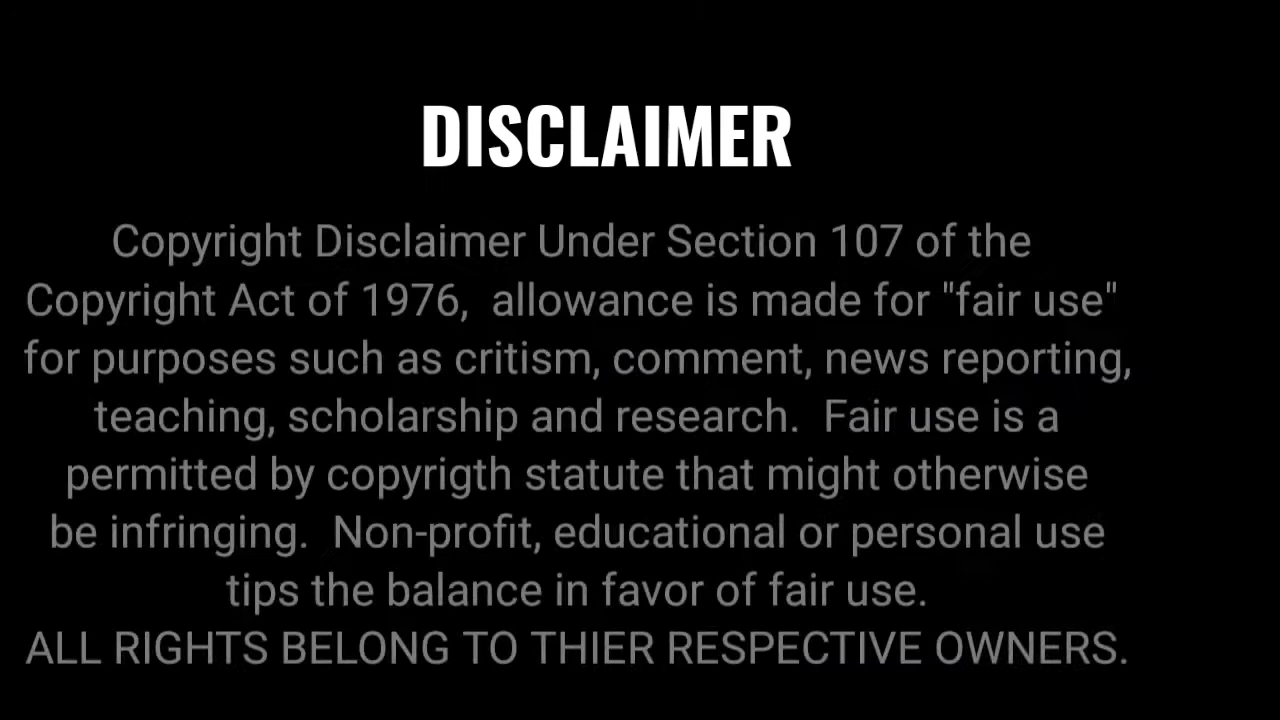 DISCLAIMER
Copyright Disclaimer Under Section 107 of the
Copyright Act of 1976,  allowance is made for "fair use"
for purposes such as critism, comment, news reporting,
teaching, scholarship and research.  Fair use is a
permitted by copyrigth statute that might otherwise
be infringing.  Non-profit, educational or personal use
tips the balance in favor of fair use.
ALL RIGHTS BELONG TO THIER RESPECTIVE OWNERS.